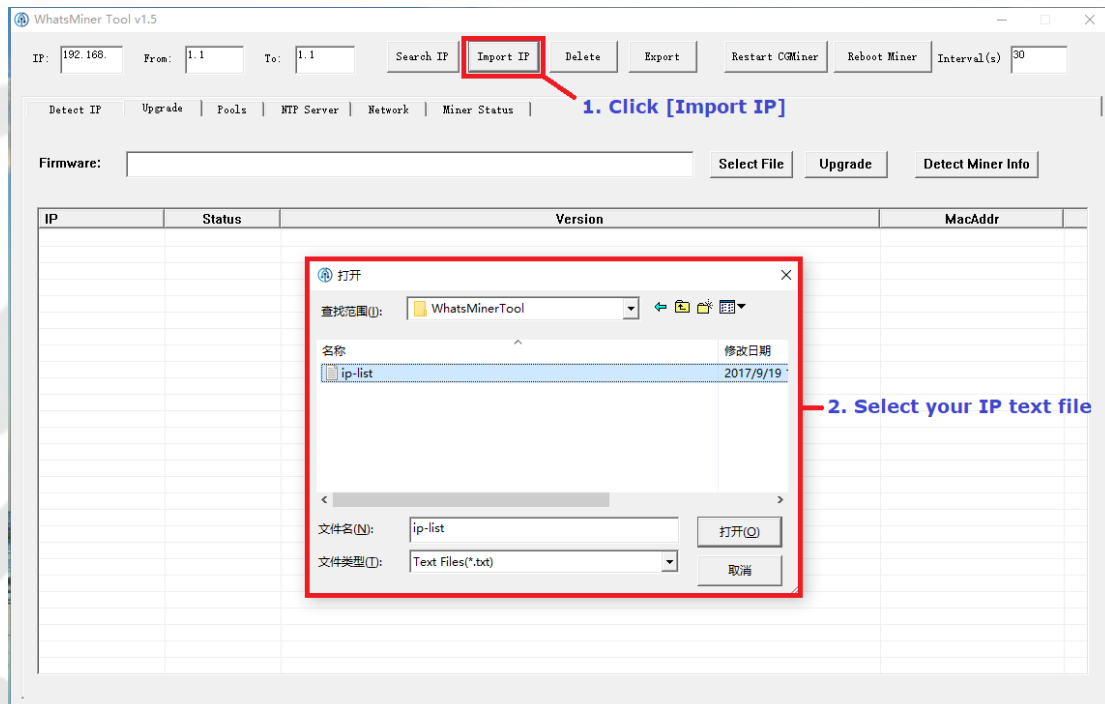 WhatsMiner Tool v1.5
IP: 192.168. From: 1.1 To: 1.1 Search IP Import IP Delete Export Restart CGMiner Reboot Miner Interval(s) 30
1. Click [Import IP]
Detect IP Upgrade Pools NTP Server Network Miner Status
Firmware: Select File Upgrade Detect Miner Info
IP Status Version MacAddr
打开
查找范围(I): WhatsMinerTool
名称 修改日期
ip-list 2017/9/19
2. Select your IP text file
文件名(N): ip-list 打开(O)
文件类型(T): Text Files(*.txt)
取消